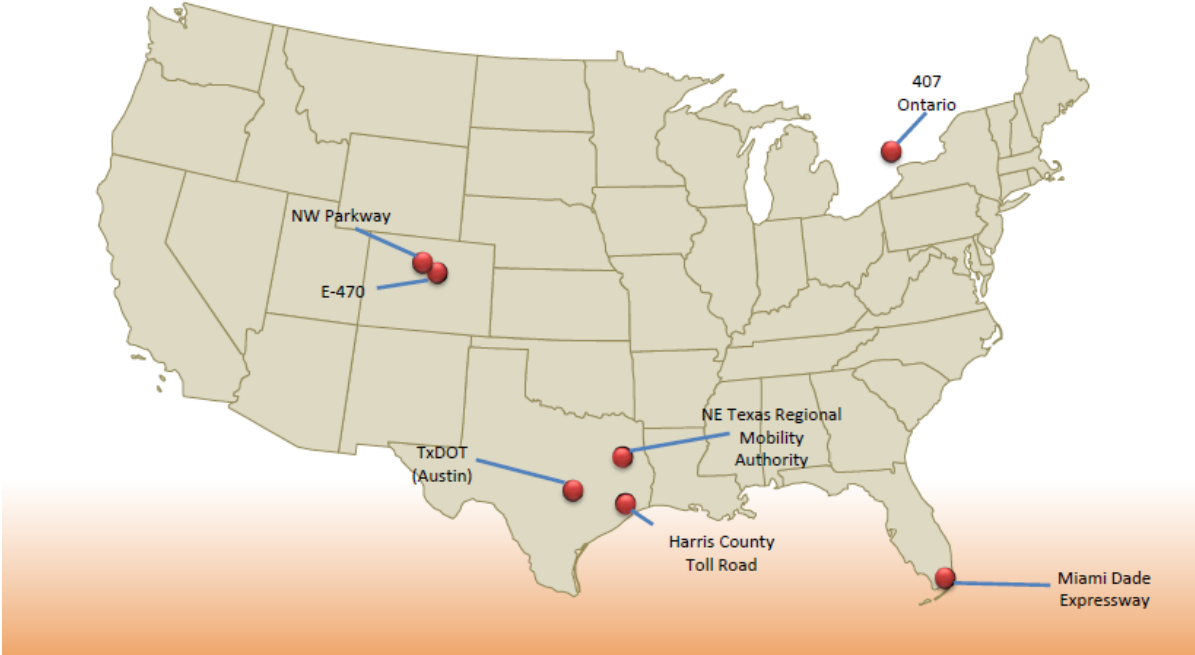 407
Ontario
NW Parkway
E-470
NE Texas Regional
Mobility
Authority
TxDOT
(Austin)
Harris County
Toll Road
Miami Dade
Expressway